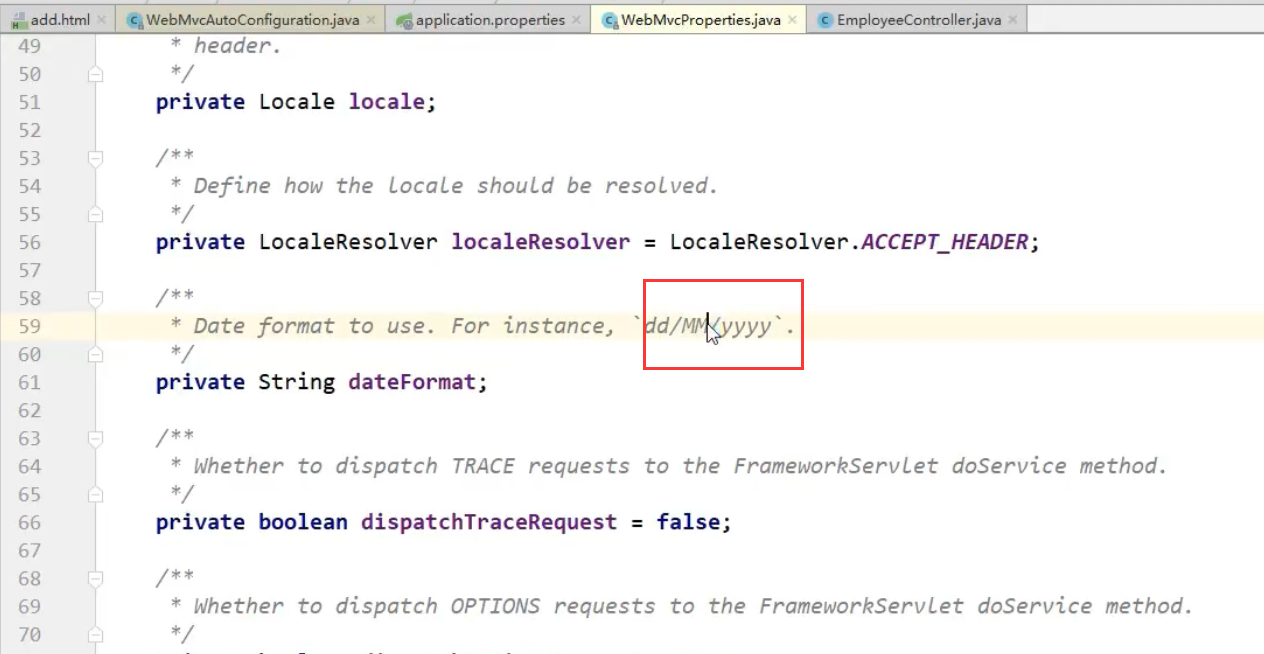 add.html WebMvcAutoConfiguration.java application.properties WebMvcProperties.java EmployeeController.java
49 * header.
50 */
51 private Locale locale;
52
53 /**
54 * Define how the locale should be resolved.
55 */
56 private LocaleResolver localeResolver = LocaleResolver.ACCEPT_HEADER;
57
58 /**
59 * Date format to use. For instance, `dd/MM/yyyy`.
60 */
61 private String dateFormat;
62
63 /**
64 * Whether to dispatch TRACE requests to the FrameworkServlet doService method.
65 */
66 private boolean dispatchTraceRequest = false;
67
68 /**
69 * Whether to dispatch OPTIONS requests to the FrameworkServlet doService method.
70 */